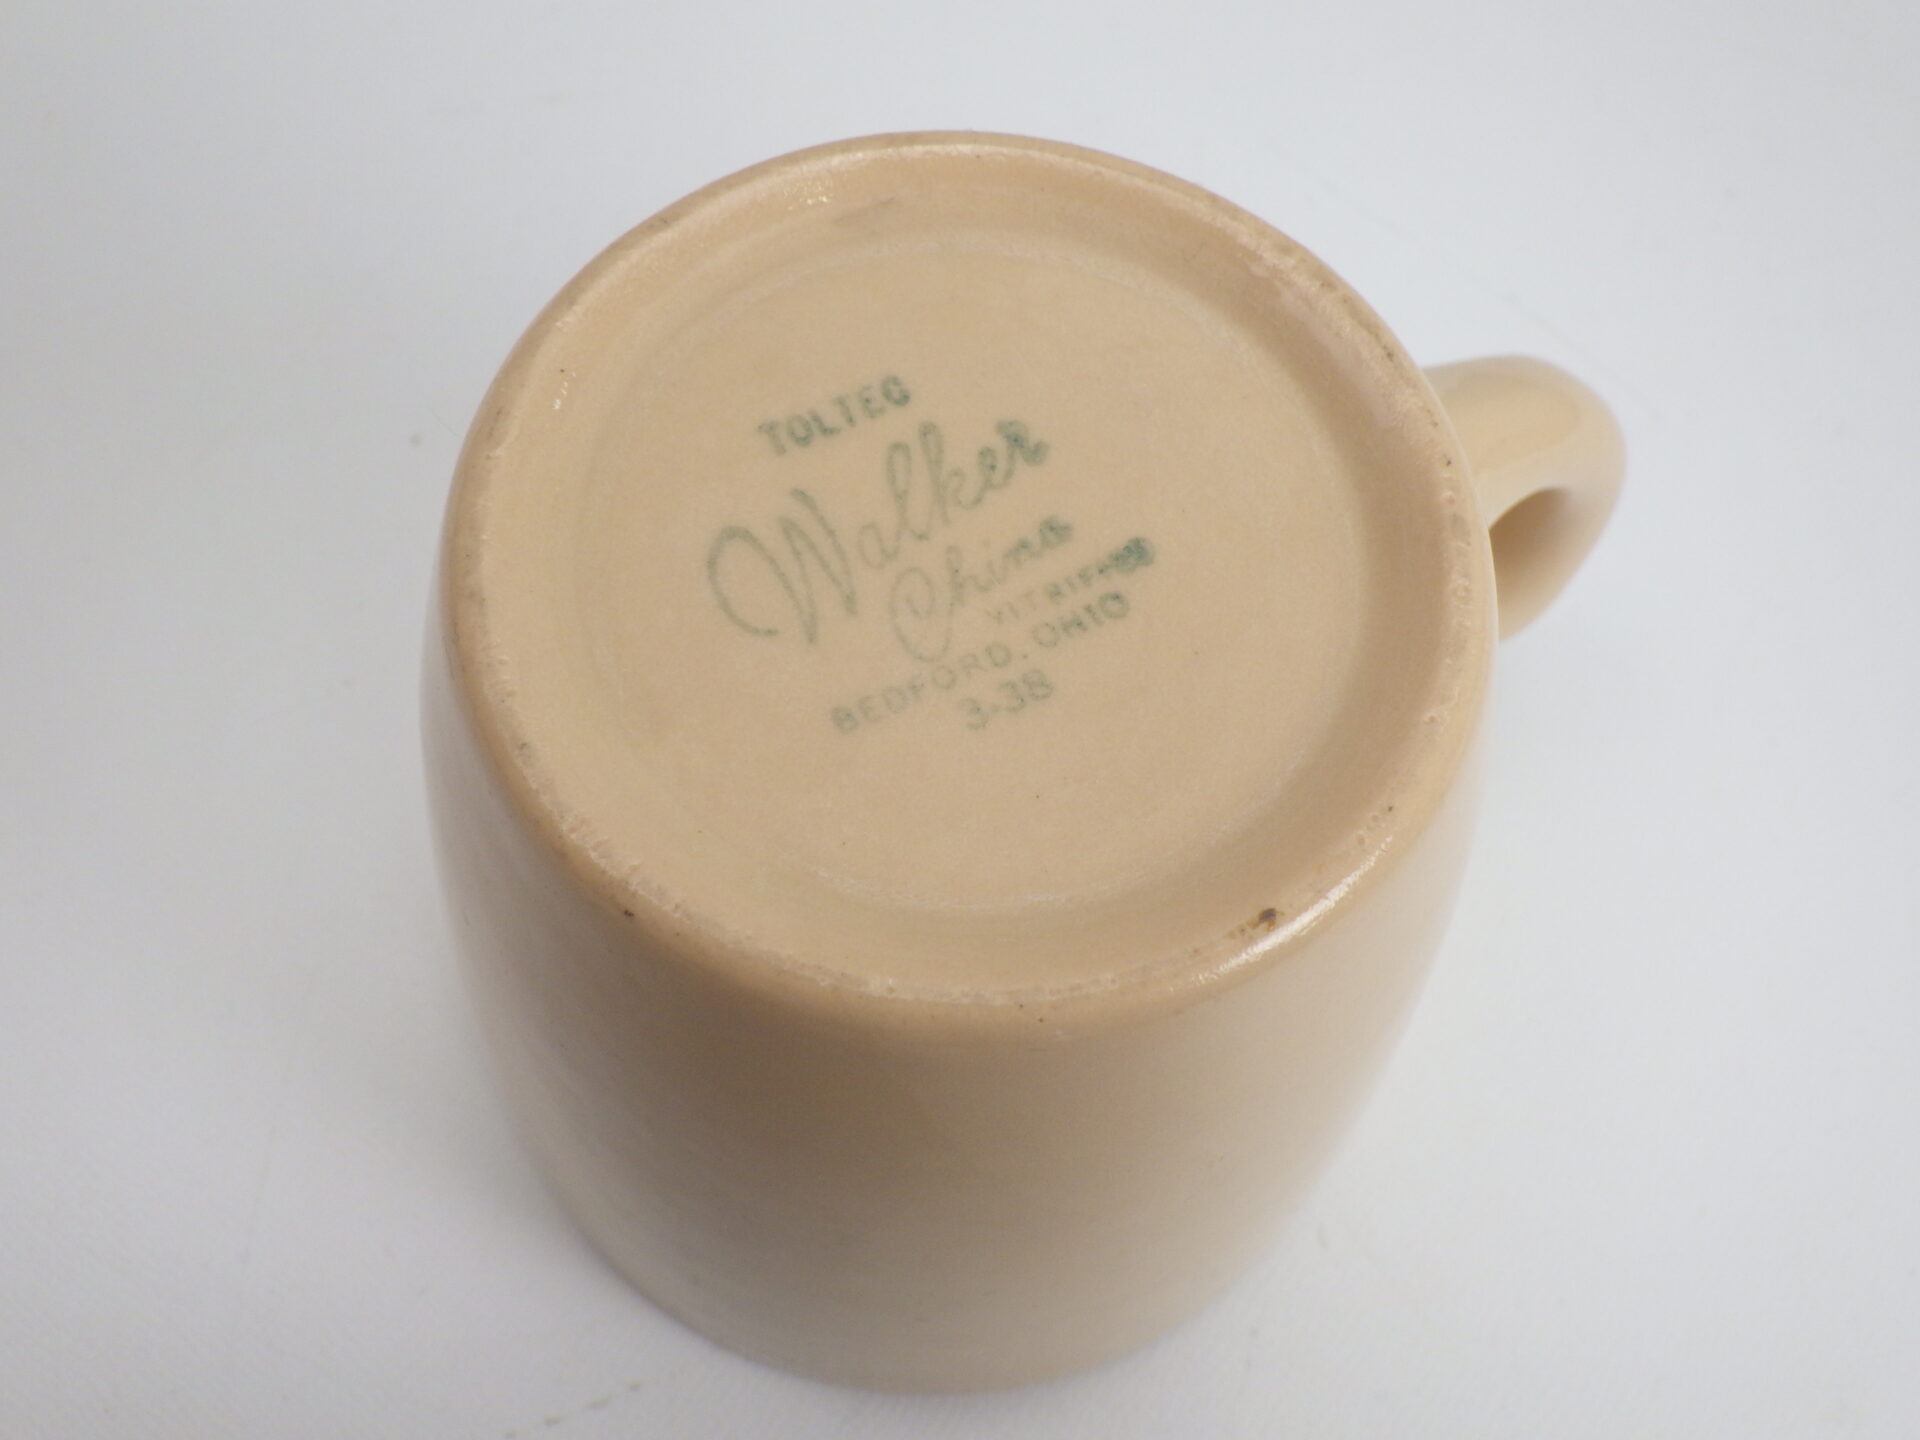 TOLTEC
Walker
China
VITRIFIED
BEDFORD, OHIO
3-38